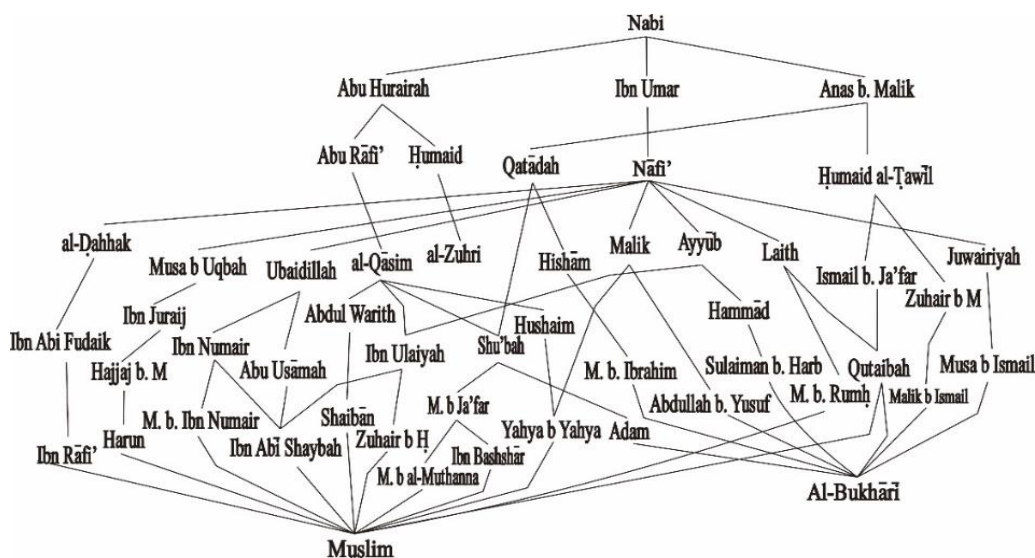 Nabi
Abu Hurairah
Ibn Umar
Anas b. Malik
Abu Rāfi’
Ḥumaid
Qatādah
Nāfi’
Ḥumaid al-Ṭawīl
al-Ḍahhak
Musa b Uqbah
Ubaidillah
al-Qāsim
al-Zuhri
Hishām
Malik
Ayyūb
Laith
Ismail b. Ja’far
Juwairiyah
Zuhair b M
Ibn Juraij
Abdul Warith
Hushaim
Hammād
Ibn Abi Fudaik
Ibn Numair
Ibn Ulaiyah
Shu’bah
Hajjaj b. M
Abu Usāmah
M. b. Ibrahim
Sulaiman b. Harb
Qutaibah
Musa b Ismail
M. b. Ibn Numair
Shaibān
M. b Ja’far
Abdullah b. Yusuf
M. b. Rumḥ
Malik b Ismail
Ibn Rāfi’
Harun
Ibn Abī Shaybah
Zuhair b Ḥ
Yahya b Yahya
Adam
Ibn Bashshār
M. b al-Muthanna
Al-Bukhārī
Muslim